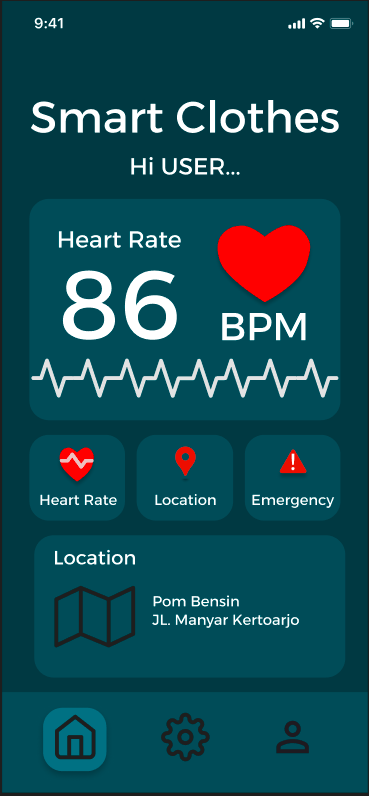 9:41
Smart Clothes
Hi USER...
Heart Rate
86
BPM
Heart Rate
Location
Emergency
Location
Pom Bensin
JL. Manyar Kertoarjo